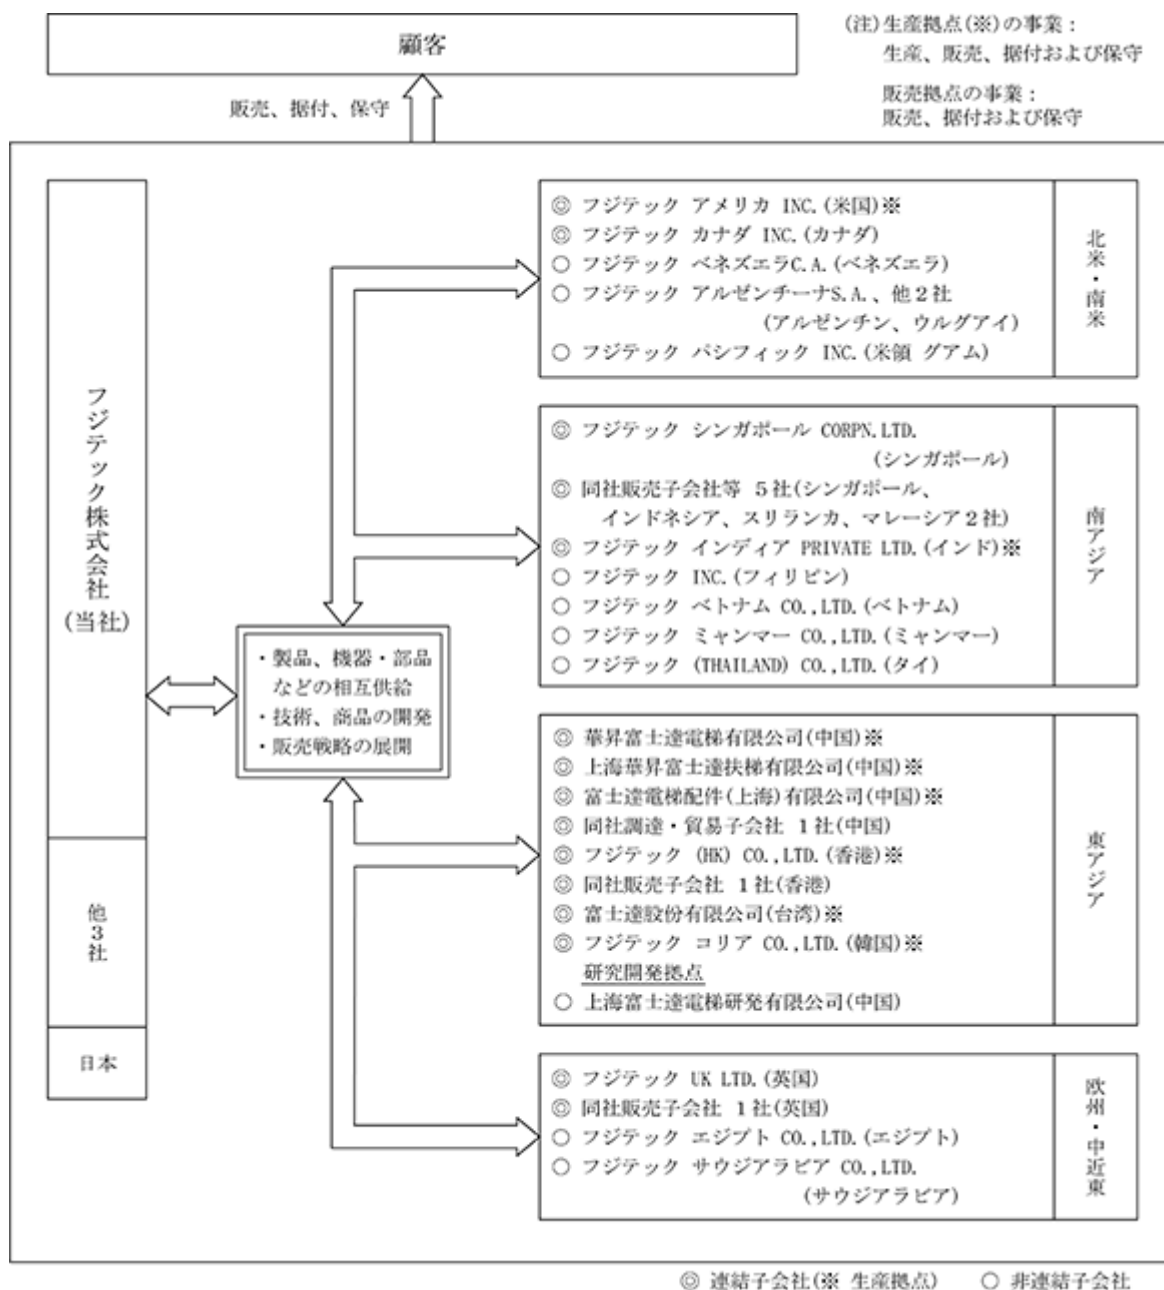 顧客
(注)生産拠点(※)の事業：
生産、販売、据付および保守
販売拠点の事業：
販売、据付および保守
販売、据付、保守
フジテック株式会社
(当社)
他3社
日本
・製品、機器・部品
などの相互供給
・技術、商品の開発
・販売戦略の展開
◎ フジテック アメリカ INC.(米国)※
◎ フジテック カナダ INC.(カナダ)
○ フジテック ベネズエラC.A.(ベネズエラ)
○ フジテック アルゼンチーナS.A.、他２社
(アルゼンチン、ウルグアイ)
○ フジテック パシフィック INC.(米領 グアム)
北米・南米
◎ フジテック シンガポール CORPN.LTD.
(シンガポール)
◎ 同社販売子会社等 5社(シンガポール、
インドネシア、スリランカ、マレーシア２社)
◎ フジテック インディア PRIVATE LTD.(インド)※
○ フジテック INC.(フィリピン)
○ フジテック ベトナム CO.,LTD.(ベトナム)
○ フジテック ミャンマー CO.,LTD.(ミャンマー)
○ フジテック (THAILAND) CO.,LTD.(タイ)
南アジア
◎ 華昇富士達電梯有限公司(中国)※
◎ 上海華昇富士達扶梯有限公司(中国)※
◎ 富士達電梯配件(上海)有限公司(中国)※
◎ 同社調達・貿易子会社 1社(中国)
◎ フジテック (HK) CO.,LTD.(香港)※
◎ 同社販売子会社 1社(香港)
◎ 富士達股份有限公司(台湾)※
◎ フジテック コリア CO.,LTD.(韓国)※
研究開発拠点
○ 上海富士達電梯研発有限公司(中国)
東アジア
◎ フジテック UK LTD.(英国)
◎ 同社販売子会社 1社(英国)
○ フジテック エジプト CO.,LTD.(エジプト)
○ フジテック サウジアラビア CO.,LTD.
(サウジアラビア)
欧州・中近東
◎ 連結子会社(※ 生産拠点) ○ 非連結子会社